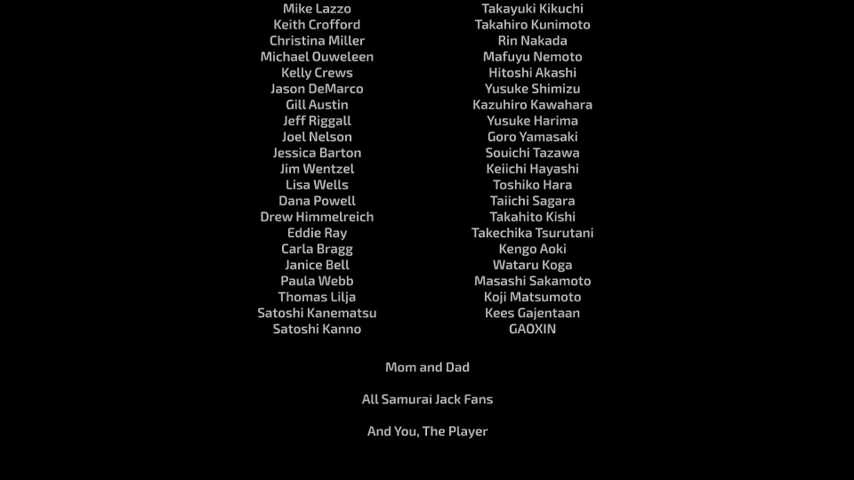 Mike Lazzo Takayuki Kikuchi
Keith Crofford Takahiro Kunimoto
Christina Miller Rin Nakada
Michael Ouweleen Mafuyu Nemoto
Kelly Crews Hitoshi Akashi
Jason DeMarco Yusuke Shimizu
Gill Austin Kazuhiro Kawahara
Jeff Riggall Yusuke Harima
Joel Nelson Goro Yamasaki
Jessica Barton Souichi Tazawa
Jim Wentzel Keiichi Hayashi
Lisa Wells Toshiko Hara
Dana Powell Taiichi Sagara
Drew Himmelreich Takahito Kishi
Eddie Ray Takechika Tsurutani
Carla Bragg Kengo Aoki
Janice Bell Wataru Koga
Paula Webb Masashi Sakamoto
Thomas Lilja Koji Matsumoto
Satoshi Kanematsu Kees Gajentaan
Satoshi Kanno GAOXIN
Mom and Dad
All Samurai Jack Fans
And You, The Player